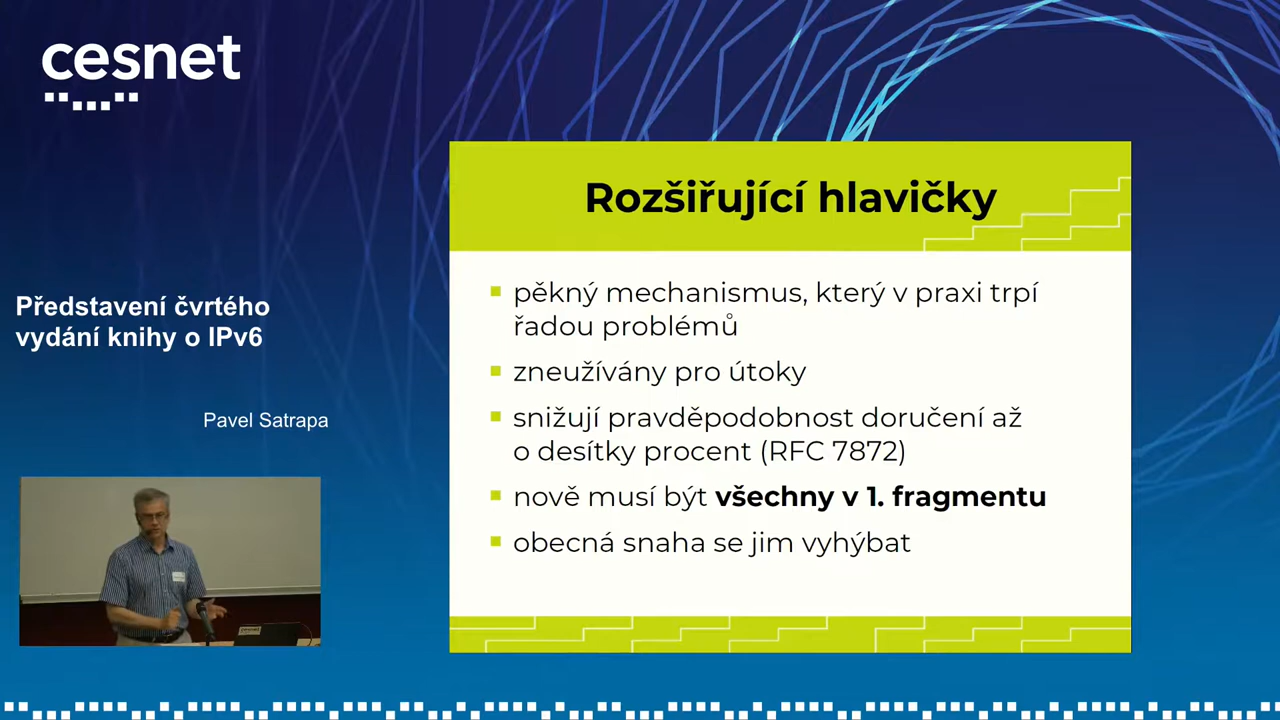 cesnet
Představení čtvrtého
vydání knihy o IPv6
Pavel Satrapa
Rozšiřující hlavičky
pěkný mechanismus, který v praxi trpí
řadou problémů
zneužívány pro útoky
snižují pravděpodobnost doručení až
o desítky procent (RFC 7872)
nově musí být všechny v 1. fragmentu
obecná snaha se jim vyhýbat